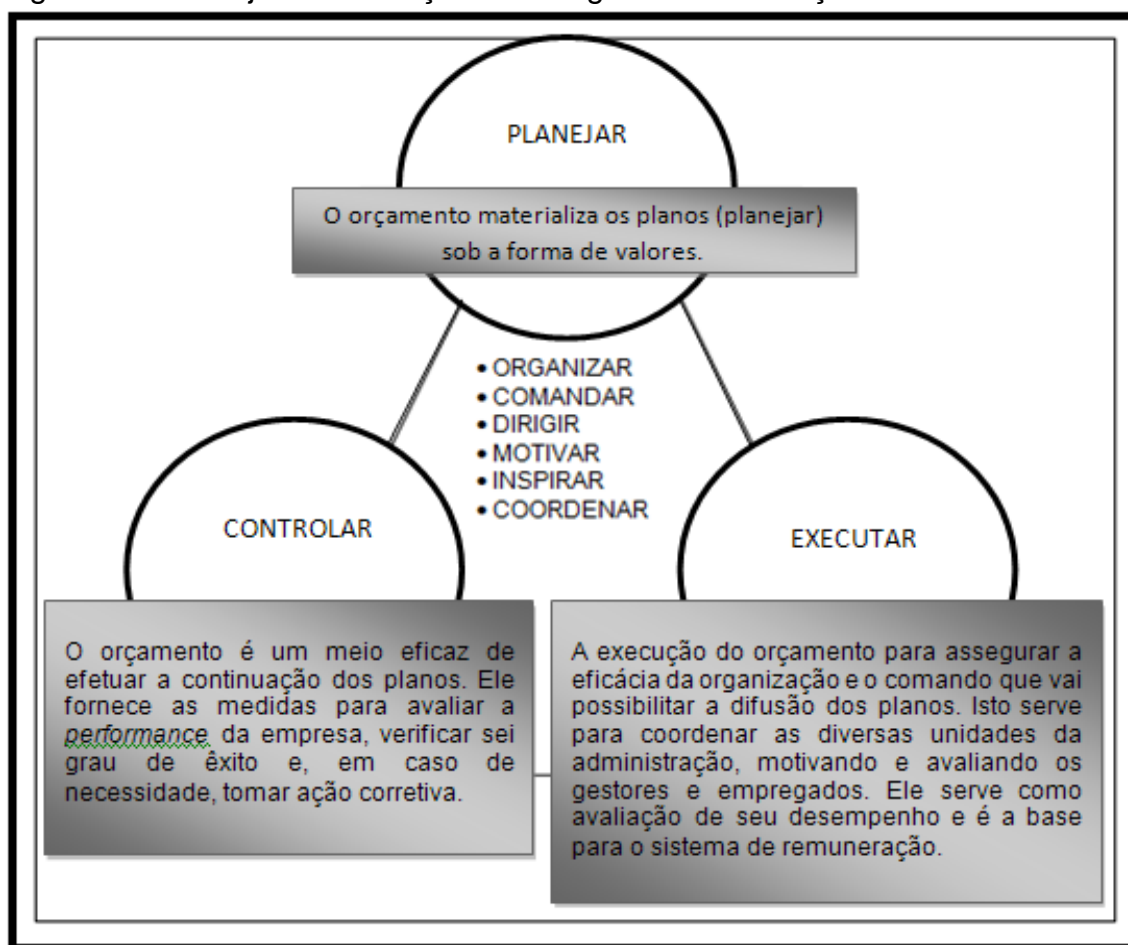 PLANEJAR
O orçamento materializa os planos (planejar)
sob a forma de valores.
• ORGANIZAR
• COMANDAR
• DIRIGIR
• MOTIVAR
• INSPIRAR
• COORDENAR
CONTROLAR
O orçamento é um meio eficaz de
efetuar a continuação dos planos. Ele
fornece as medidas para avaliar a
performance da empresa, verificar sei
grau de êxito e, em caso de
necessidade, tomar ação corretiva.
EXECUTAR
A execução do orçamento para assegurar a
eficácia da organização e o comando que vai
possibilitar a difusão dos planos. Isto serve
para coordenar as diversas unidades da
administração, motivando e avaliando os
gestores e empregados. Ele serve como
avaliação de seu desempenho e é a base
para o sistema de remuneração.